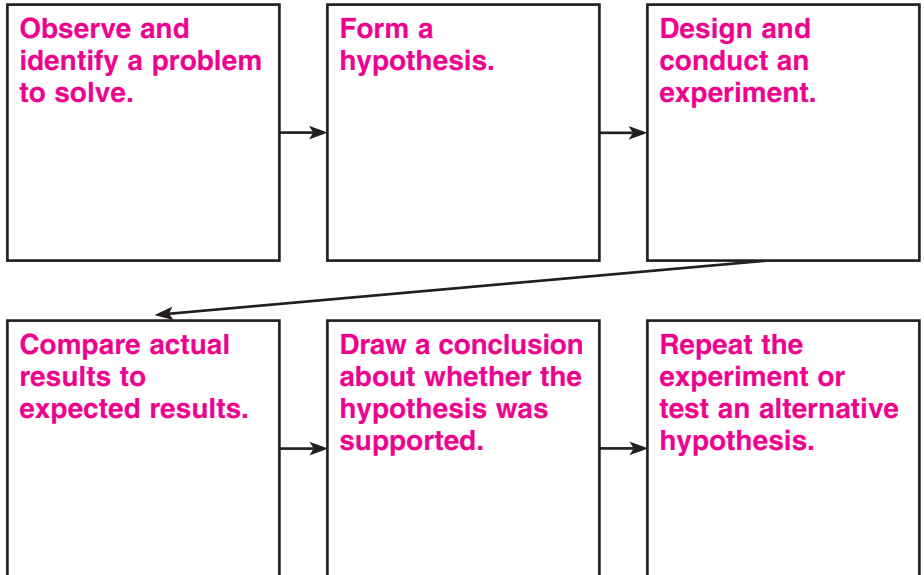 Observe and
identify a problem
to solve.
Form a
hypothesis.
Design and
conduct an
experiment.
Compare actual
results to
expected results.
Draw a conclusion
about whether the
hypothesis was
supported.
Repeat the
experiment or
test an alternative
hypothesis.